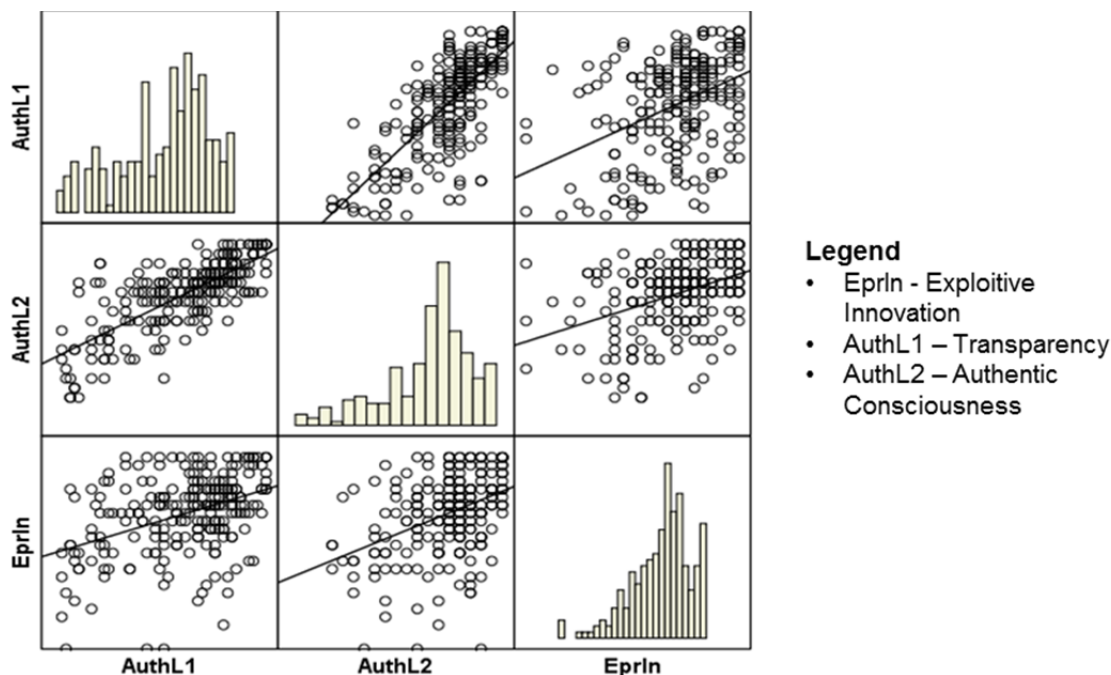 AuthL1
AuthL2
EprIn
AuthL1
AuthL2
EprIn
Legend
• EprIn - Exploitive
Innovation
• AuthL1 – Transparency
• AuthL2 – Authentic
Consciousness